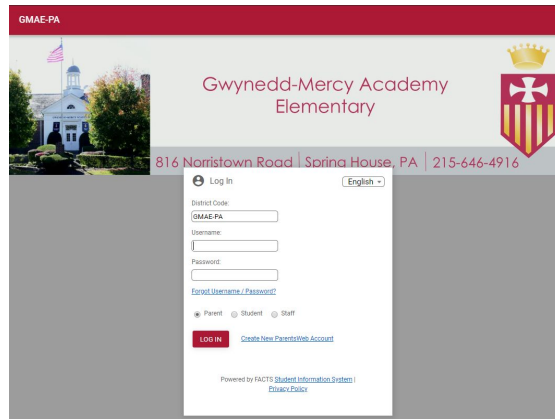 GMAE-PA
Gwynedd-Mercy Academy
Elementary
816 Norristown Road | Spring House, PA | 215-646-4916
Log In
English
District Code:
GMAE-PA
Username:
Password:
Forgot Username / Password?
Parent Student Staff
LOG IN Create New ParentsWeb Account
Powered by FACTS Student Information System |
Privacy Policy